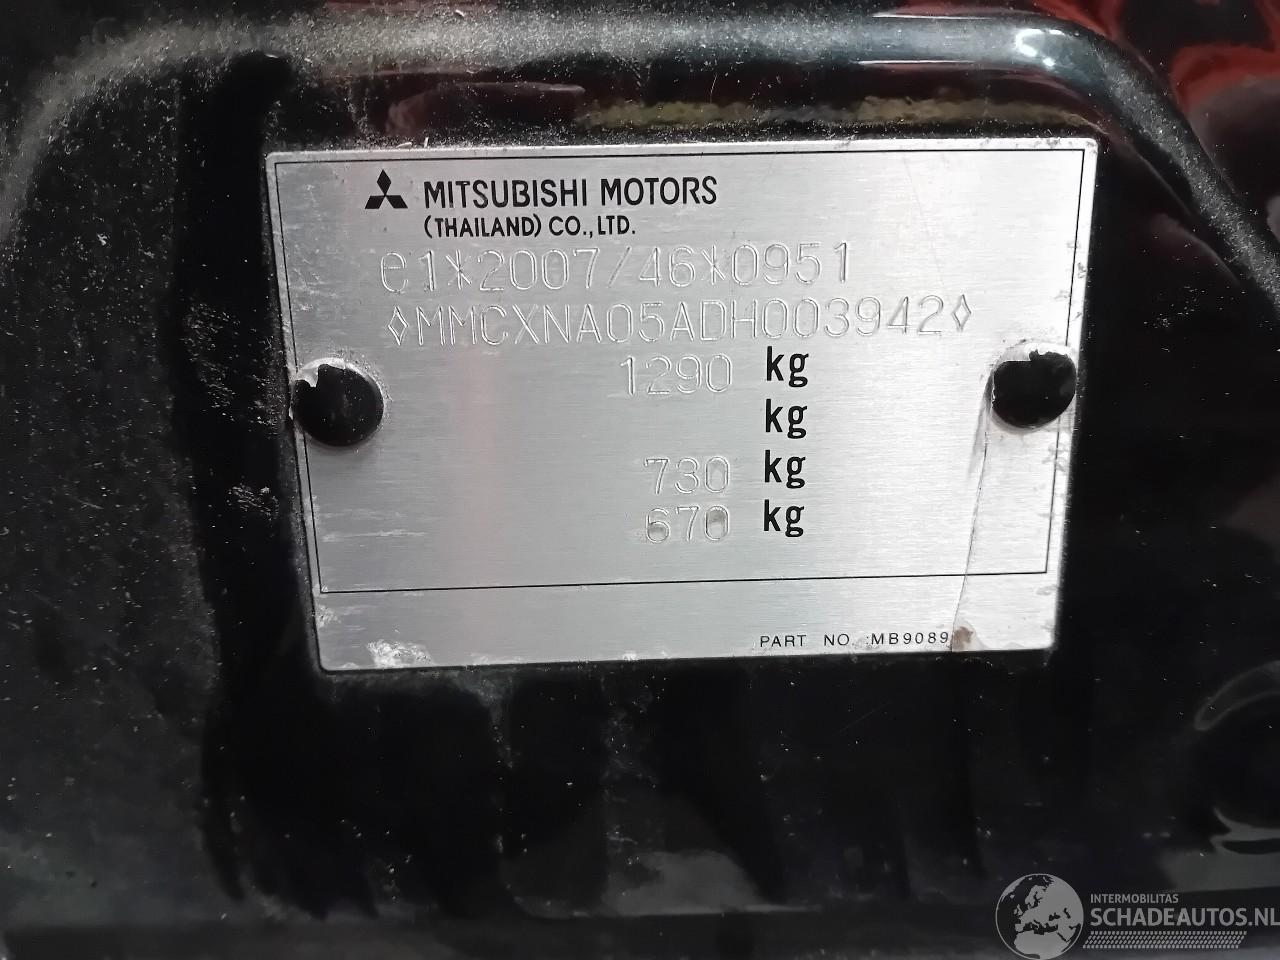 MITSUBISHI MOTORS
(THAILAND) CO.,LTD.
e1*2007/46*0951
◊MMCXNA05ADH003942◊
1290 kg
kg
730 kg
670 kg
PART NO. :MB9089
INTERMOBILITAS
SCHADEAUTOS.NL